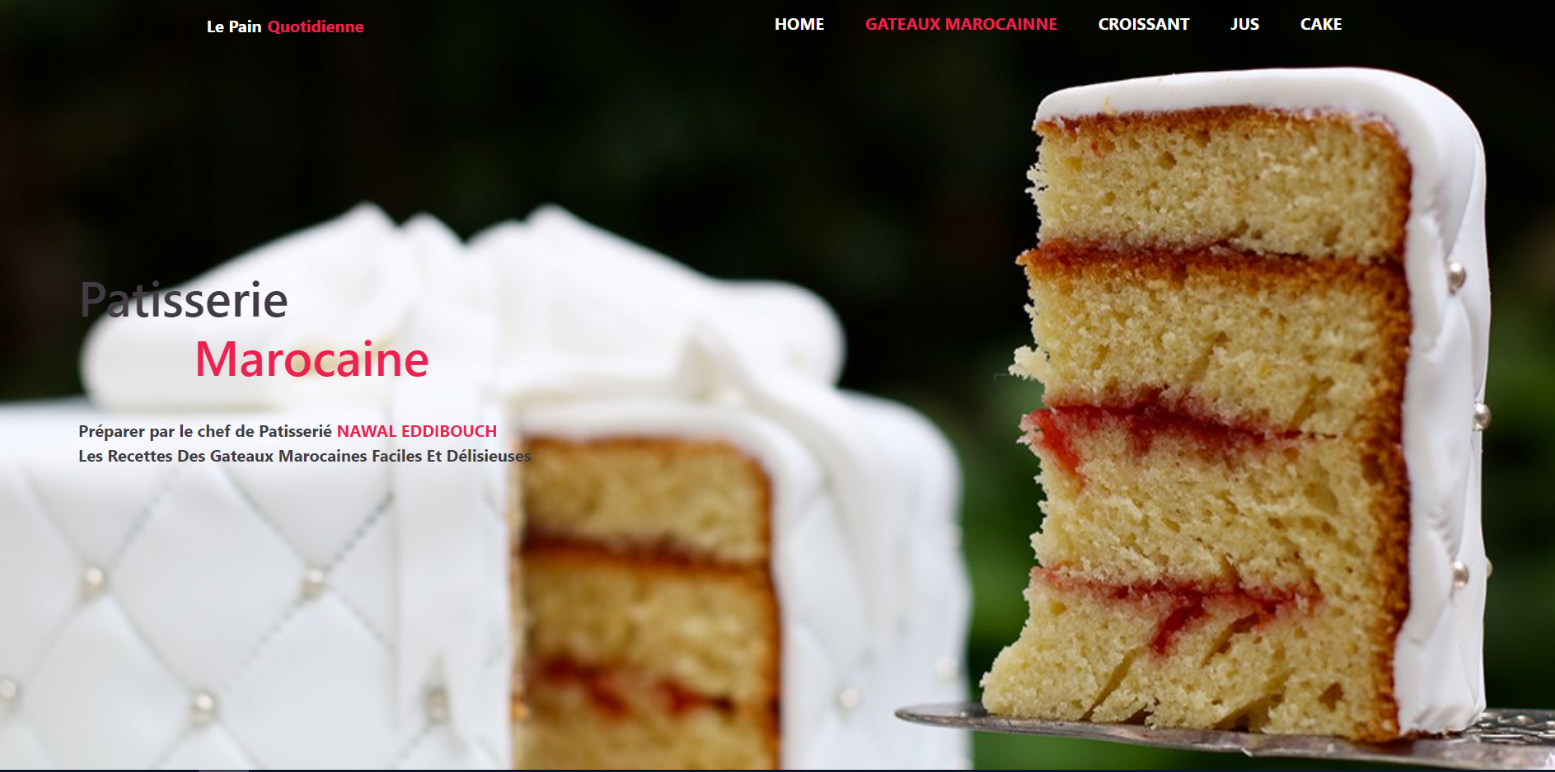 Le Pain Quotidienne
HOME GATEAUX MAROCAINNE CROISSANT JUS CAKE
Patisserie
Marocaine
Préparer par le chef de Patisserié NAWAL EDDIBOUCH
Les Recettes Des Gateaux Marocaines Faciles Et Délisieuses